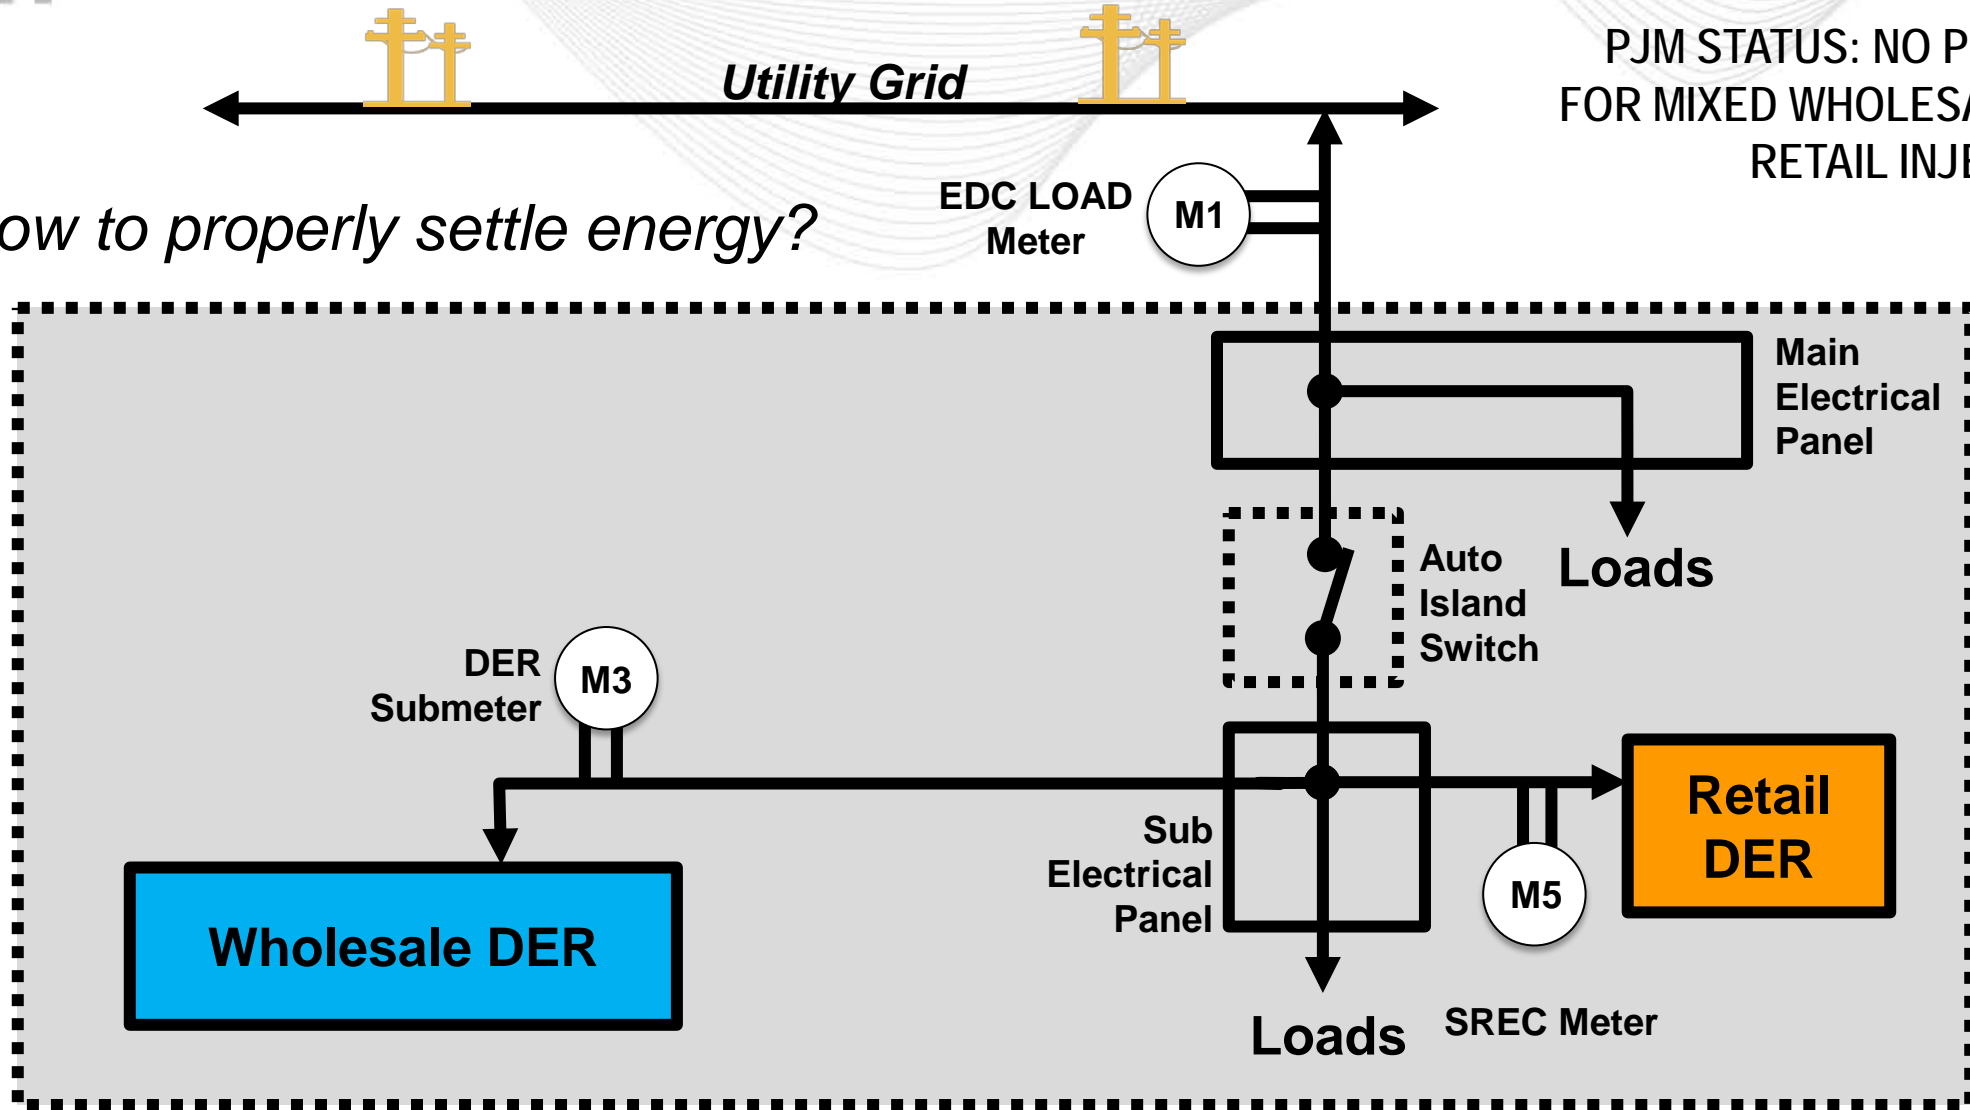 Utility Grid
PJM STATUS: NO P
FOR MIXED WHOLESA
RETAIL INJE
ow to properly settle energy?
EDC LOAD
Meter
M1
Main
Electrical
Panel
Auto
Island
Switch
Loads
DER
Submeter
M3
Sub
Electrical
Panel
Retail
DER
M5
Wholesale DER
Loads
SREC Meter